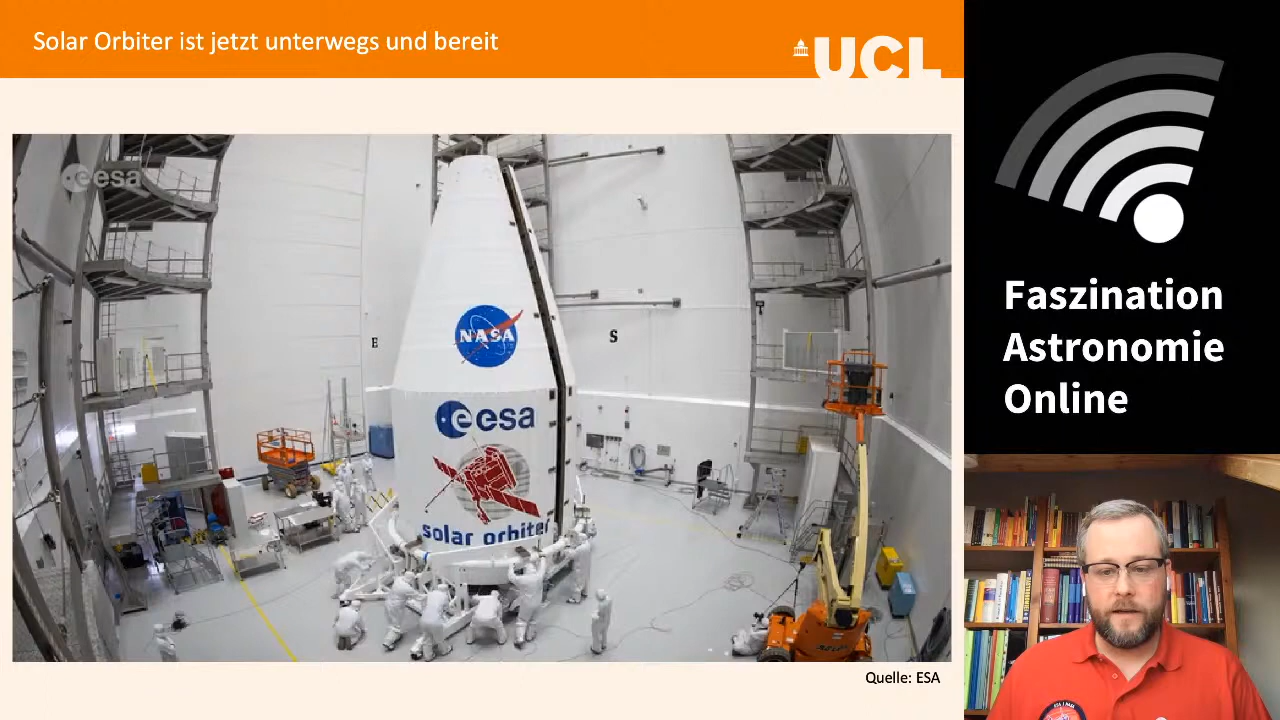 Solar Orbiter ist jetzt unterwegs und bereit
UCL
esa
E
S
NASA
esa
solar orbiter
Quelle: ESA
Faszination
Astronomie
Online